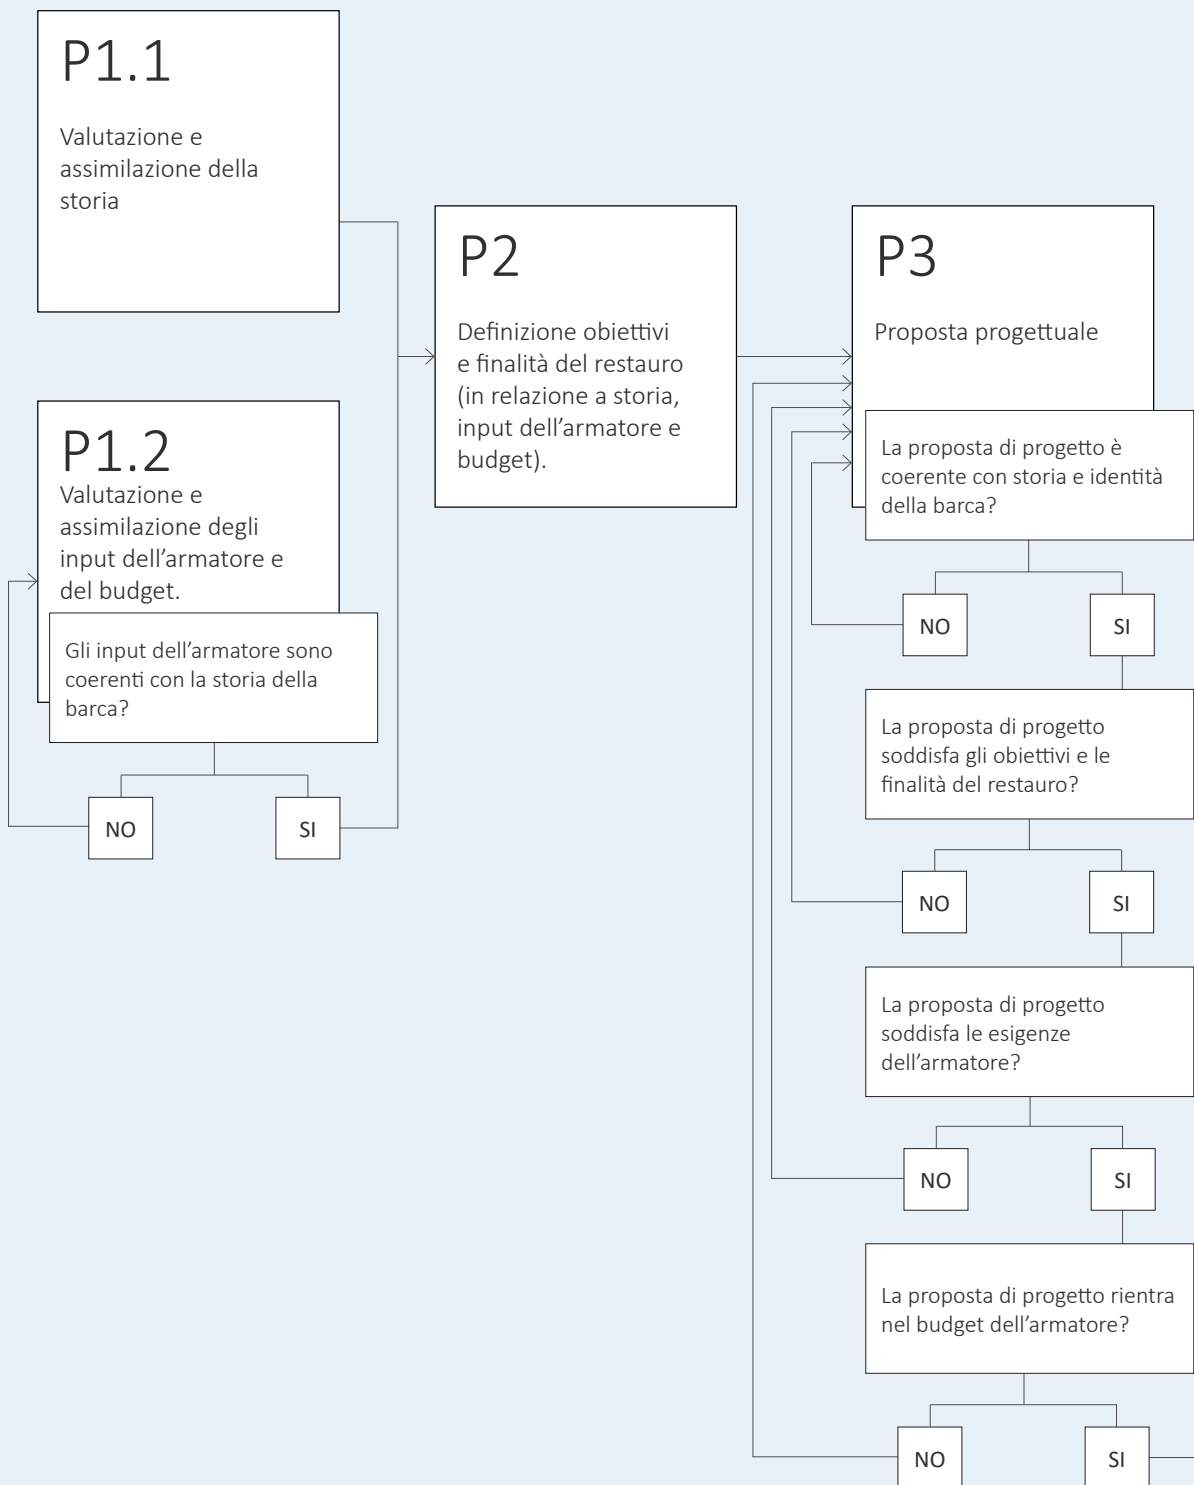 P1.1
Valutazione e
assimilazione della
storia
P1.2
Valutazione e
assimilazione degli
input dell’armatore e
del budget.
Gli input dell’armatore sono
coerenti con la storia della
barca?
NO
SI
P2
Definizione obiettivi
e finalità del restauro
(in relazione a storia,
input dell’armatore e
budget).
P3
Proposta progettuale
La proposta di progetto è
coerente con storia e identità
della barca?
NO
SI
La proposta di progetto
soddisfa gli obiettivi e le
finalità del restauro?
NO
SI
La proposta di progetto
soddisfa le esigenze
dell’armatore?
NO
SI
La proposta di progetto rientra
nel budget dell’armatore?
NO
SI